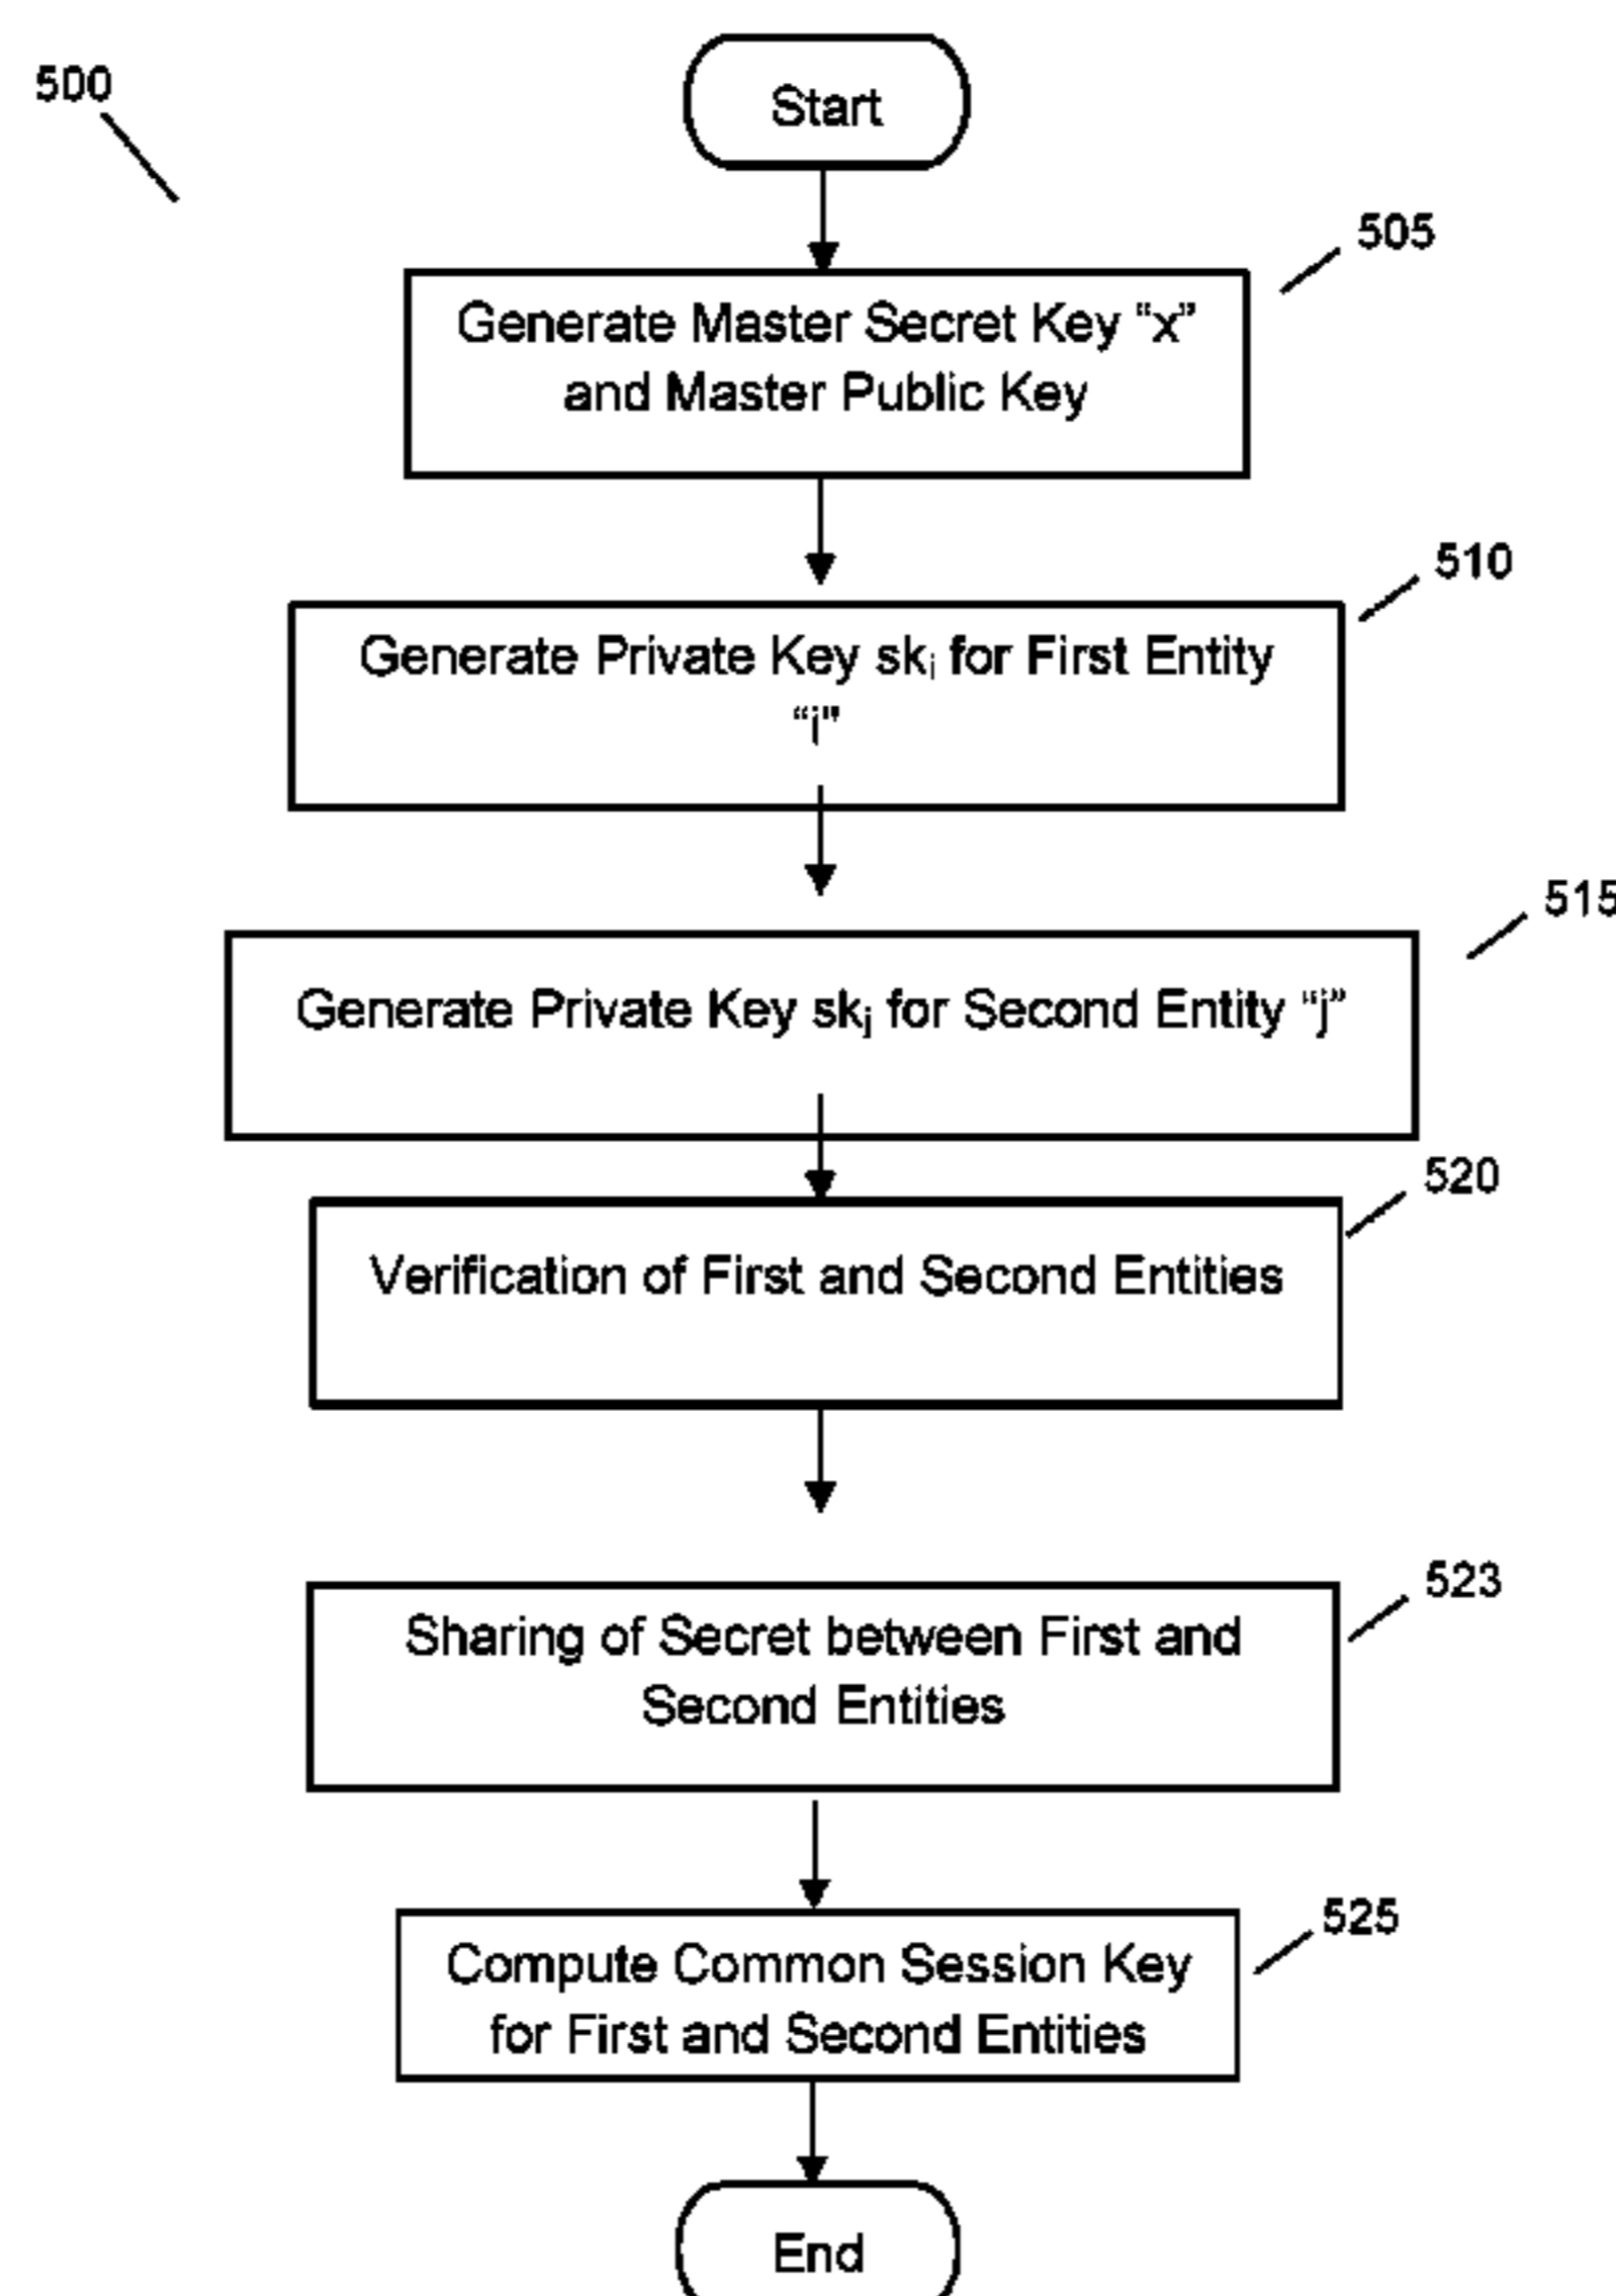 500
Start
505
Generate Master Secret Key “x”
and Master Public Key
510
Generate Private Key skᵢ for First Entity
“i”
515
Generate Private Key skⱼ for Second Entity “j”
520
Verification of First and Second Entities
523
Sharing of Secret between First and
Second Entities
525
Compute Common Session Key
for First and Second Entities
End